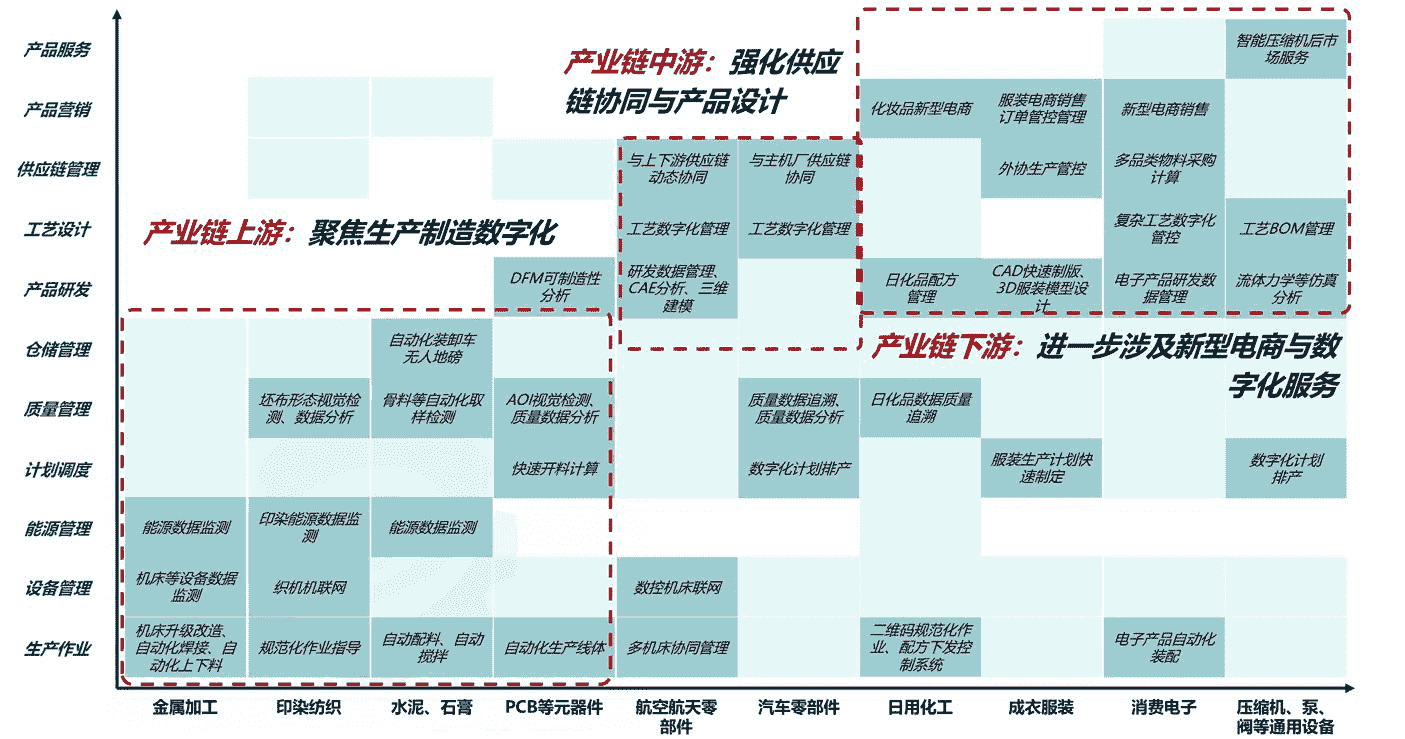 产品服务
智能压缩机后市
场服务
产业链中游：强化供应
链协同与产品设计
产品营销
化妆品新型电商
服装电商销售
订单管控管理
新型电商销售
供应链管理
与上下游供应链
动态协同
与主机厂供应链
协同
外协生产管控
多品类物料采购
计算
产业链上游：聚焦生产制造数字化
工艺设计
工艺数字化管理
工艺数字化管理
复杂工艺数字化
管控
工艺BOM管理
产品研发
DFM可制造性
分析
研发数据管理、
CAE分析、三维
建模
日化品配方
管理
CAD快速制版、
3D服装模型设
计
电子产品研发数
据管理
流体力学等仿真
分析
产业链下游：进一步涉及新型电商与数
字化服务
仓储管理
自动化装卸车
无人地磅
质量管理
坯布形态视觉检
测、数据分析
骨料等自动化取
样检测
AOI视觉检测、
质量数据分析
质量数据追溯、
质量数据分析
日化品数据质量
追溯
计划调度
快速开料计算
数字化计划排产
服装生产计划快
速制定
数字化计划
排产
能源管理
能源数据监测
印染能源数据监
测
能源数据监测
设备管理
机床等设备数据
监测
织机机联网
数控机床联网
生产作业
机床升级改造、
自动化焊接、自
动化上下料
规范化作业指导
自动配料、自动
搅拌
自动化生产线体
多机床协同管理
二维码规范化作
业、配方下发控
制系统
电子产品自动化
装配
金属加工
印染纺织
水泥、石膏
PCB等元器件
航空航天零
部件
汽车零部件
日用化工
成衣服装
消费电子
压缩机、泵、
阀等通用设备